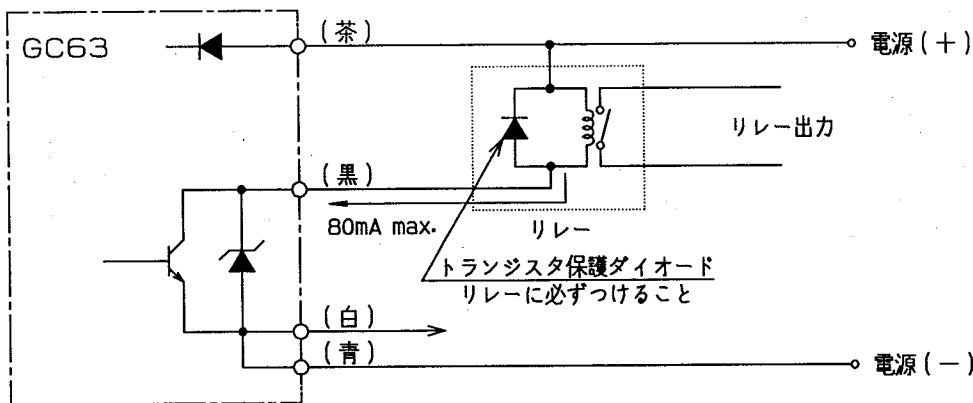 GC63
(茶)
電源(+)
リレー出力
(黒)
80mA max.
リレー
トランジスタ保護ダイオード
リレーに必ずつけること
(白)
(青)
電源(−)